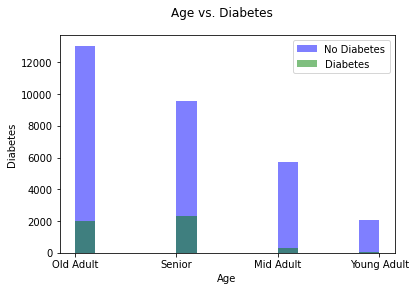 Age vs. Diabetes
No Diabetes
Diabetes
12000
10000
8000
6000
4000
2000
0
Diabetes
Old Adult
Senior
Mid Adult
Young Adult
Age